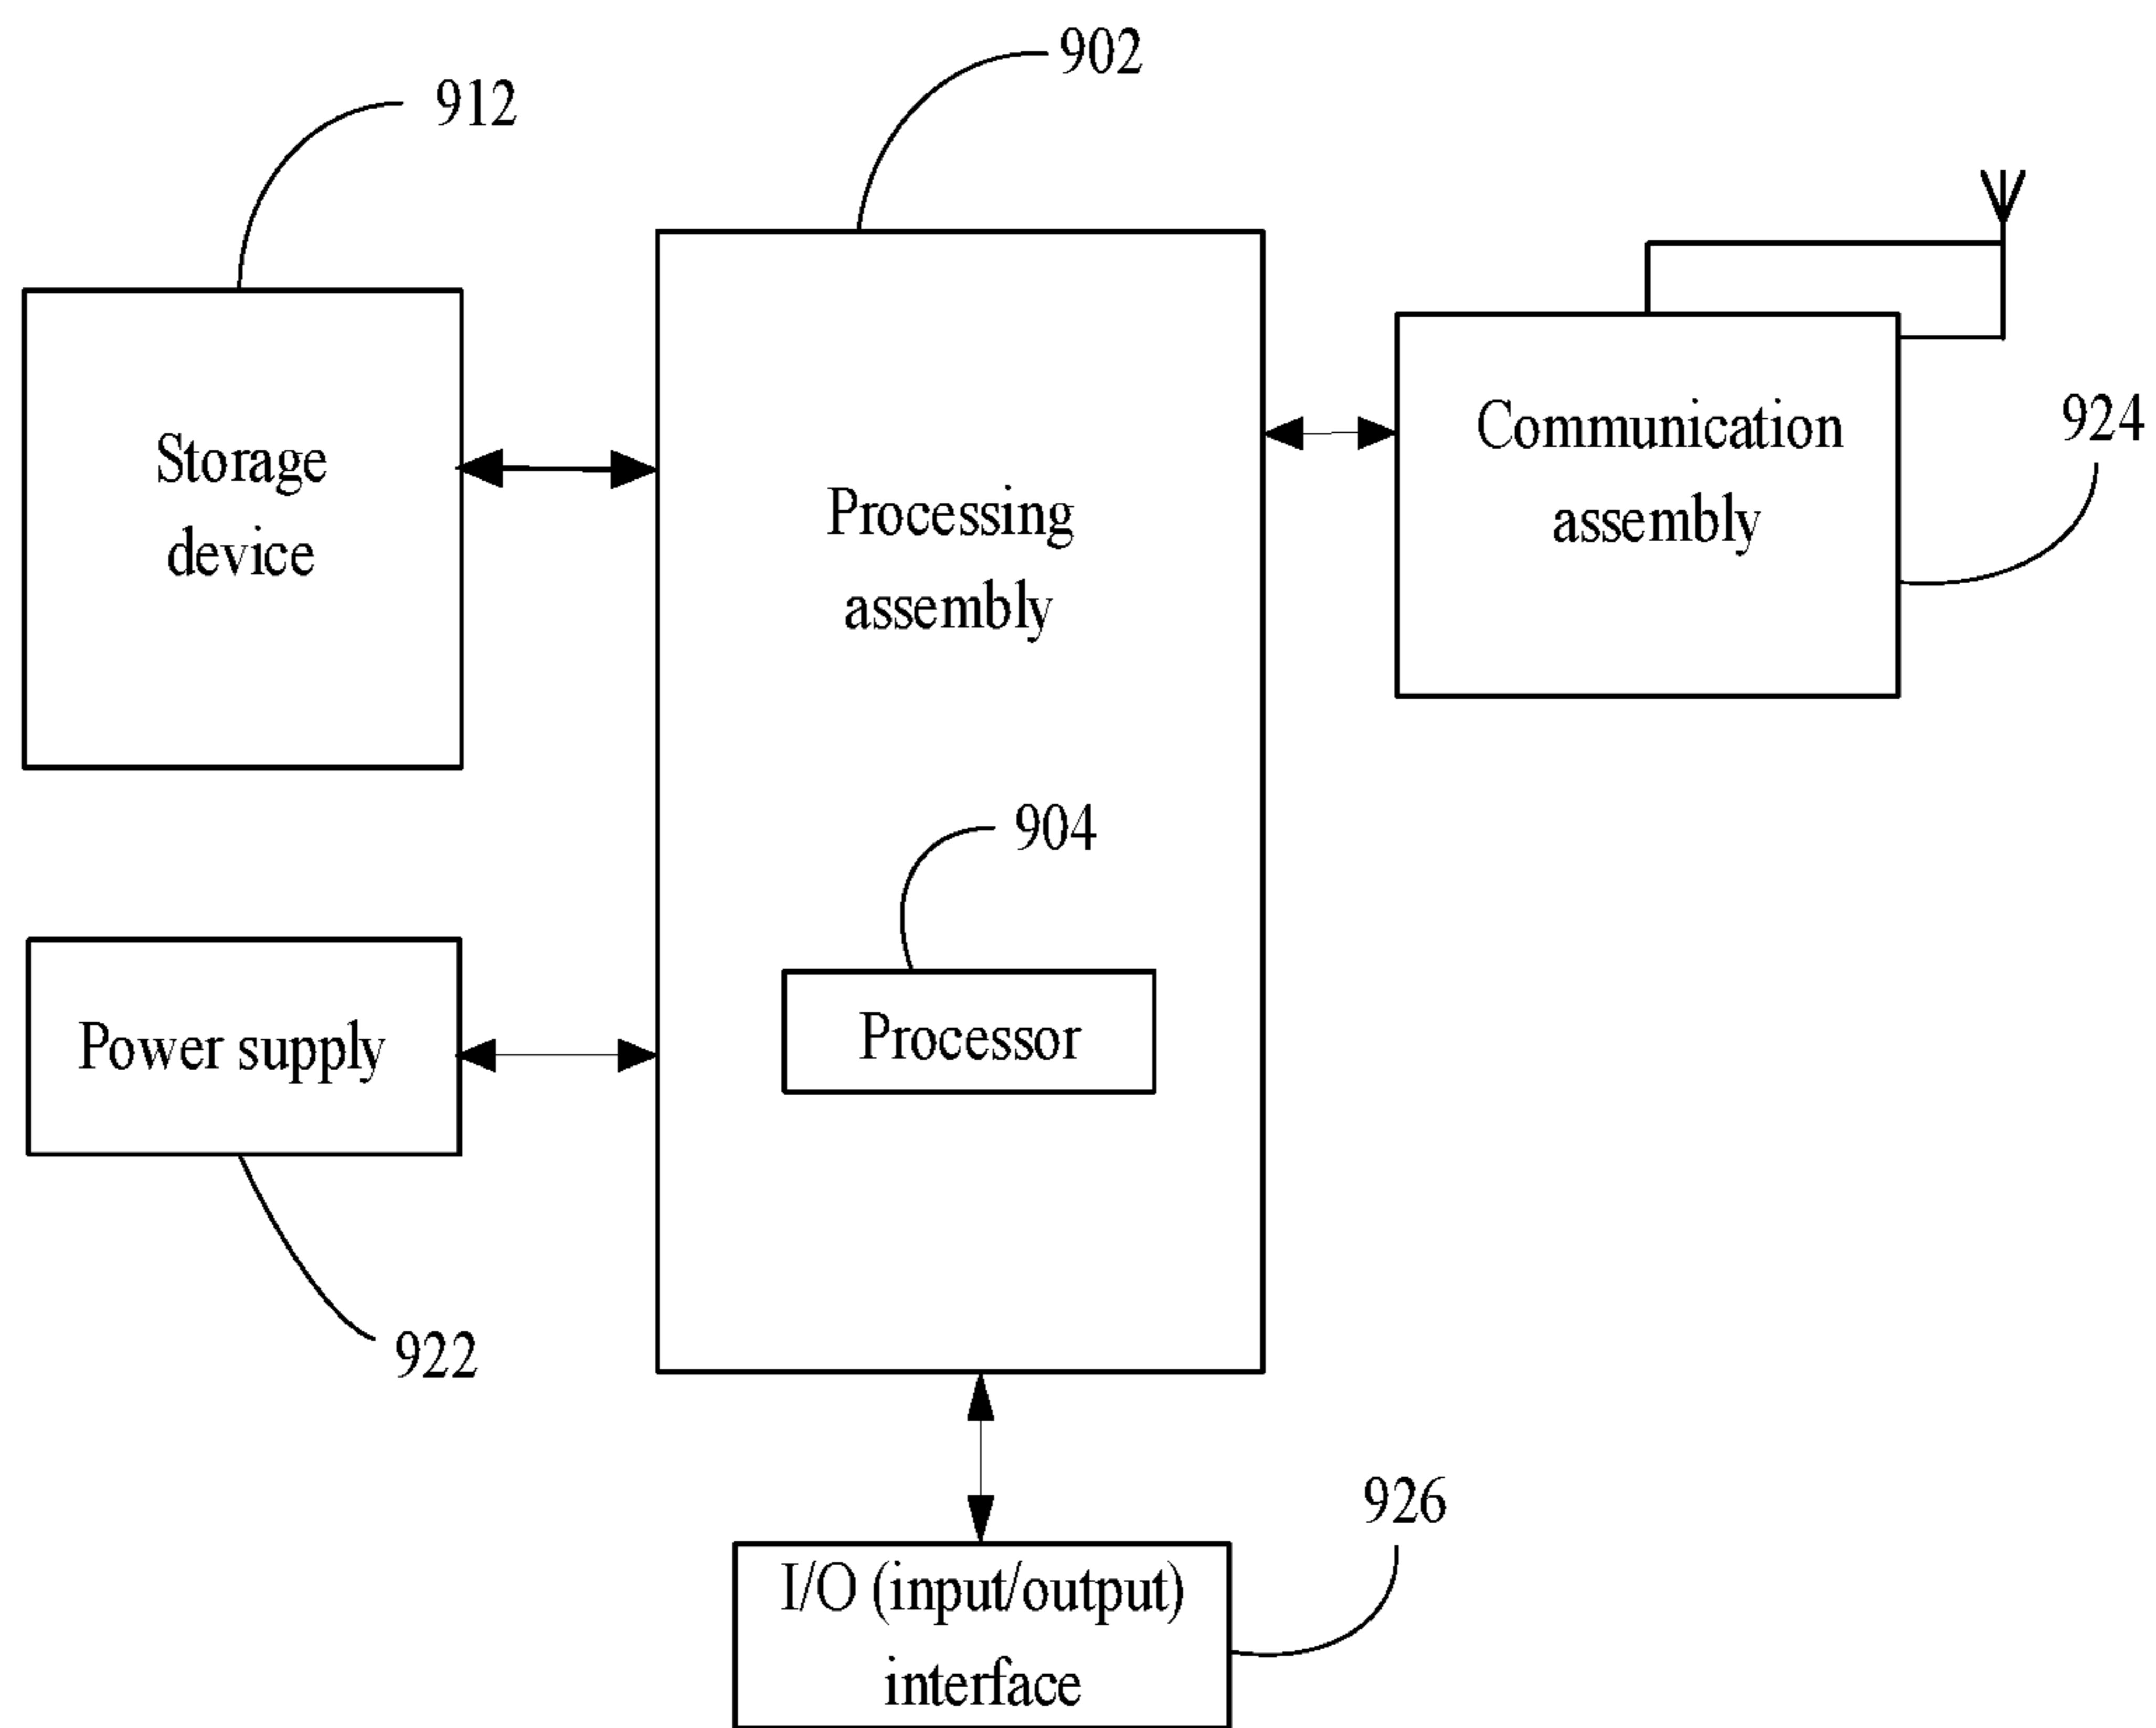 902
912
Storage
device
Processing
assembly
Communication
assembly
924
904
Processor
Power supply
922
926
I/O (input/output)
interface